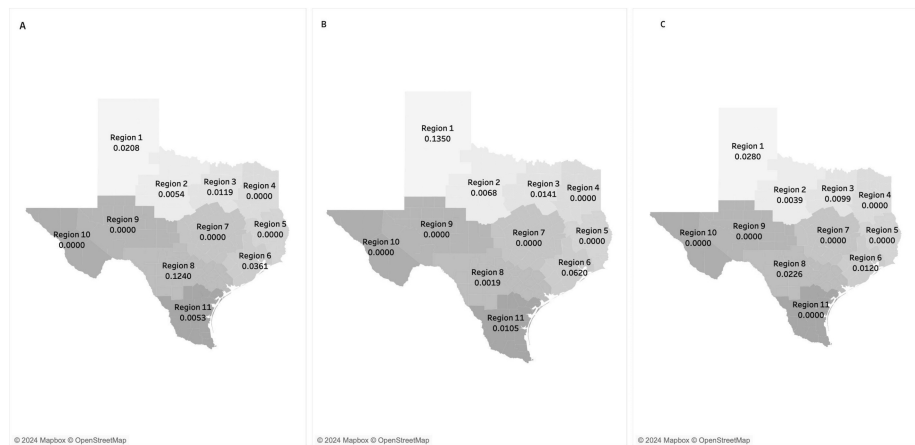 A
Region 1
0.0208
Region 2
0.0054
Region 3
0.0119
Region 4
0.0000
Region 5
0.0000
Region 6
0.0361
Region 7
0.0000
Region 8
0.1240
Region 9
0.0000
Region 10
0.0000
Region 11
0.0053
© 2024 Mapbox © OpenStreetMap
B
Region 1
0.1350
Region 2
0.0068
Region 3
0.0141
Region 4
0.0000
Region 5
0.0000
Region 6
0.0620
Region 7
0.0000
Region 8
0.0019
Region 9
0.0000
Region 10
0.0000
Region 11
0.0105
© 2024 Mapbox © OpenStreetMap
C
Region 1
0.0280
Region 2
0.0039
Region 3
0.0099
Region 4
0.0000
Region 5
0.0000
Region 6
0.0120
Region 7
0.0000
Region 8
0.0226
Region 9
0.0000
Region 10
0.0000
Region 11
0.0000
© 2024 Mapbox © OpenStreetMap